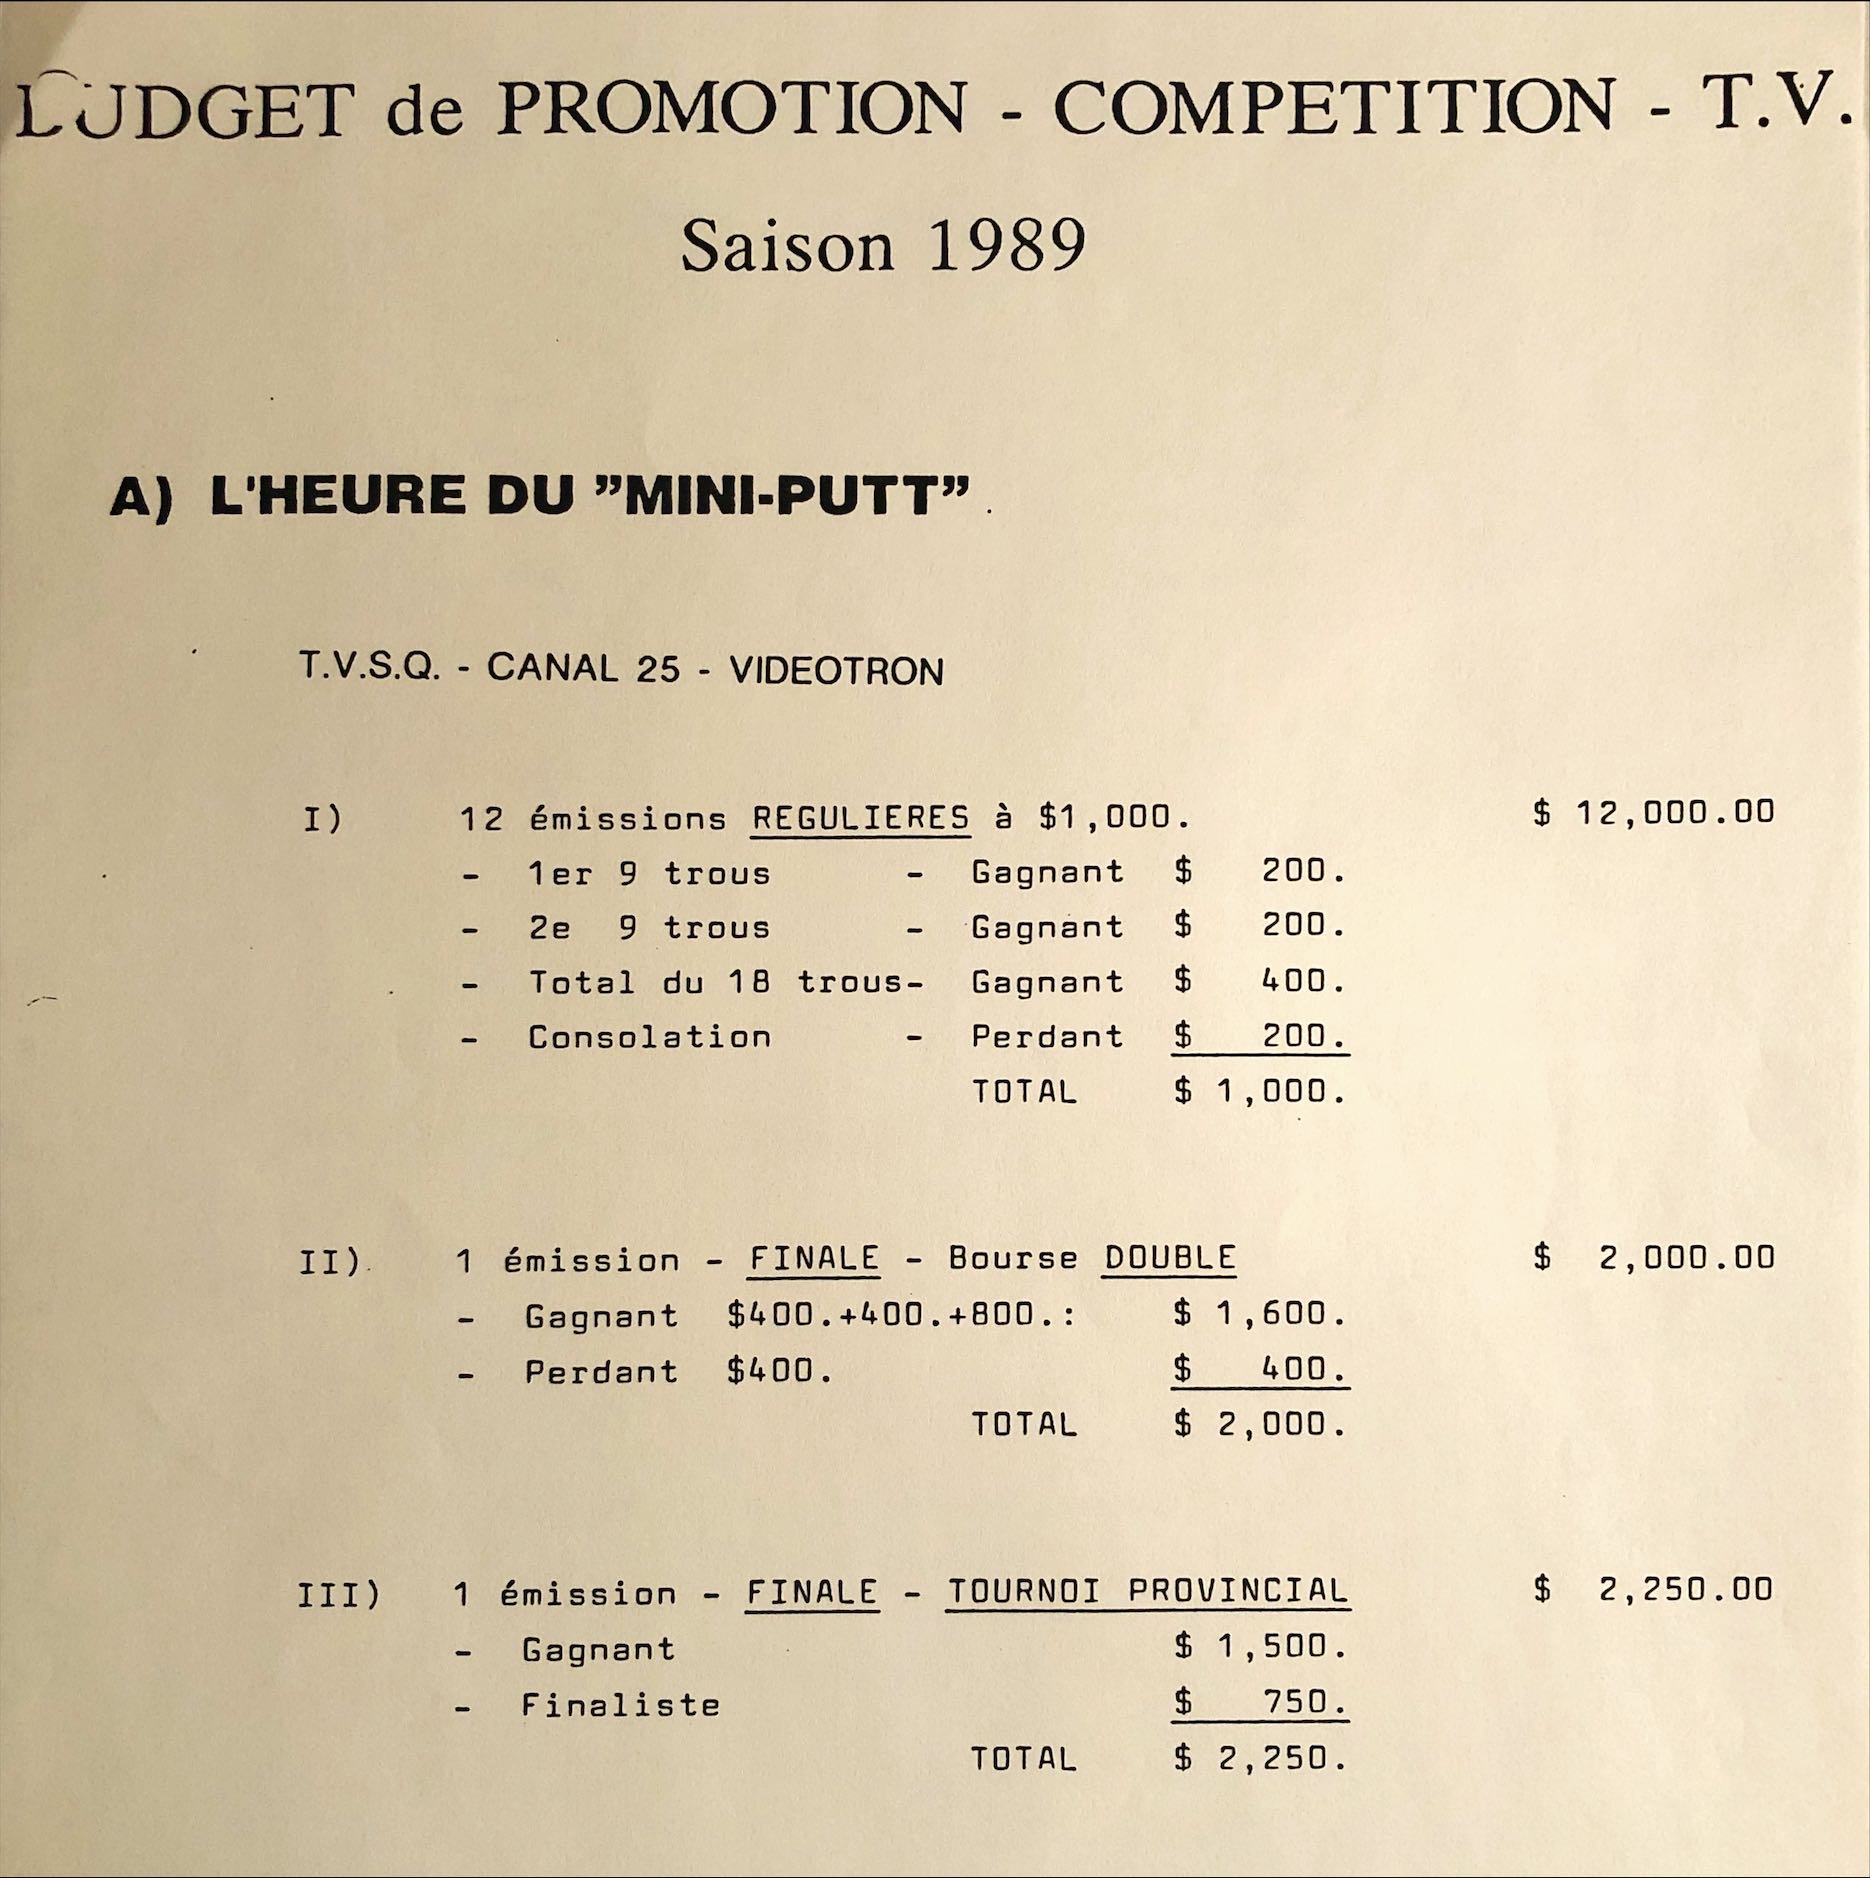 BUDGET de PROMOTION - COMPETITION - T.V.
Saison 1989
A) L'HEURE DU ”MINI-PUTT”
T.V.S.Q. - CANAL 25 - VIDEOTRON
I) 12 émissions REGULIERES à $1,000. $ 12,000.00
- 1er 9 trous - Gagnant $ 200.
- 2e 9 trous - Gagnant $ 200.
- Total du 18 trous- Gagnant $ 400.
- Consolation - Perdant $ 200.
TOTAL $ 1,000.
II) 1 émission - FINALE - Bourse DOUBLE $ 2,000.00
- Gagnant $400.+400.+800.: $ 1,600.
- Perdant $400. $ 400.
TOTAL $ 2,000.
III) 1 émission - FINALE - TOURNOI PROVINCIAL $ 2,250.00
- Gagnant $ 1,500.
- Finaliste $ 750.
TOTAL $ 2,250.